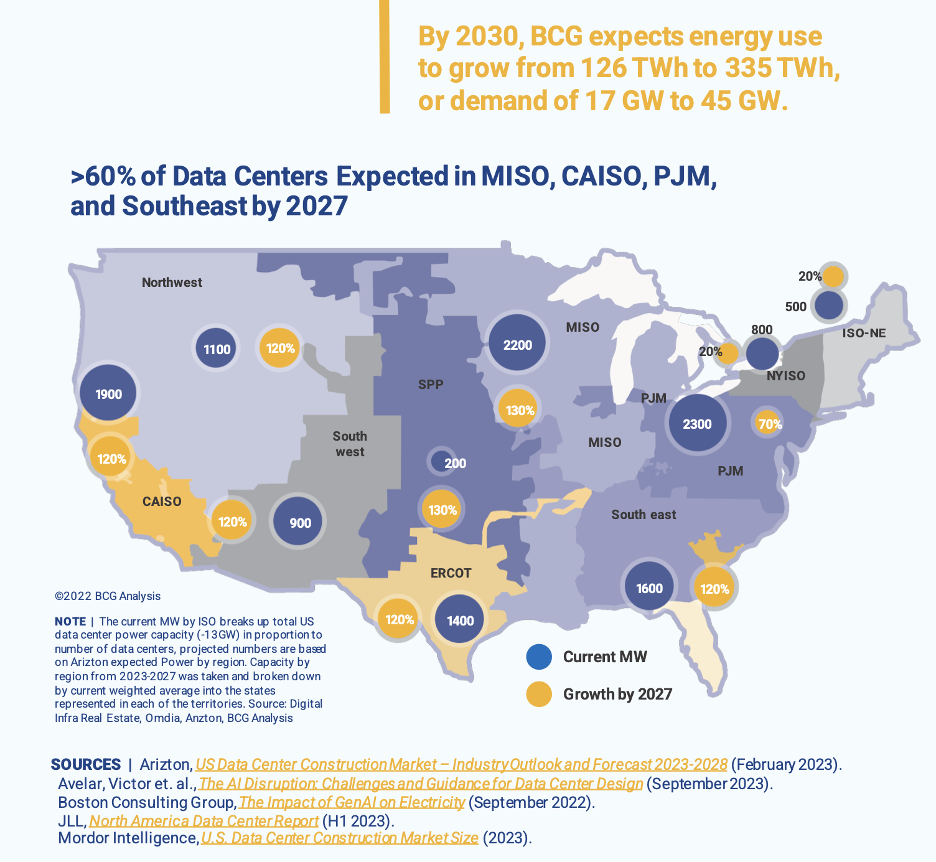 By 2030, BCG expects energy use
to grow from 126 TWh to 335 TWh,
or demand of 17 GW to 45 GW.
>60% of Data Centers Expected in MISO, CAISO, PJM,
and Southeast by 2027
Northwest
1100
120%
1900
120%
CAISO
120%
900
South
west
SPP
200
130%
ERCOT
120%
1400
2200
MISO
130%
MISO
PJM
2300
70%
PJM
South east
1600
120%
20%
800
NYISO
20%
500
ISO-NE
Current MW
Growth by 2027
©2022 BCG Analysis
NOTE | The current MW by ISO breaks up total US
data center power capacity (-13GW) in proportion to
number of data centers, projected numbers are based
on Arizton expected Power by region. Capacity by
region from 2023-2027 was taken and broken down
by current weighted average into the states
represented in each of the territories. Source: Digital
Infra Real Estate, Omdia, Anzton, BCG Analysis
SOURCES | Arizton, US Data Center Construction Market – Industry Outlook and Forecast 2023-2028 (February 2023).
Avelar, Victor et. al., The AI Disruption: Challenges and Guidance for Data Center Design (September 2023).
Boston Consulting Group, The Impact of GenAI on Electricity (September 2022).
JLL, North America Data Center Report (H1 2023).
Mordor Intelligence, U.S. Data Center Construction Market Size (2023).